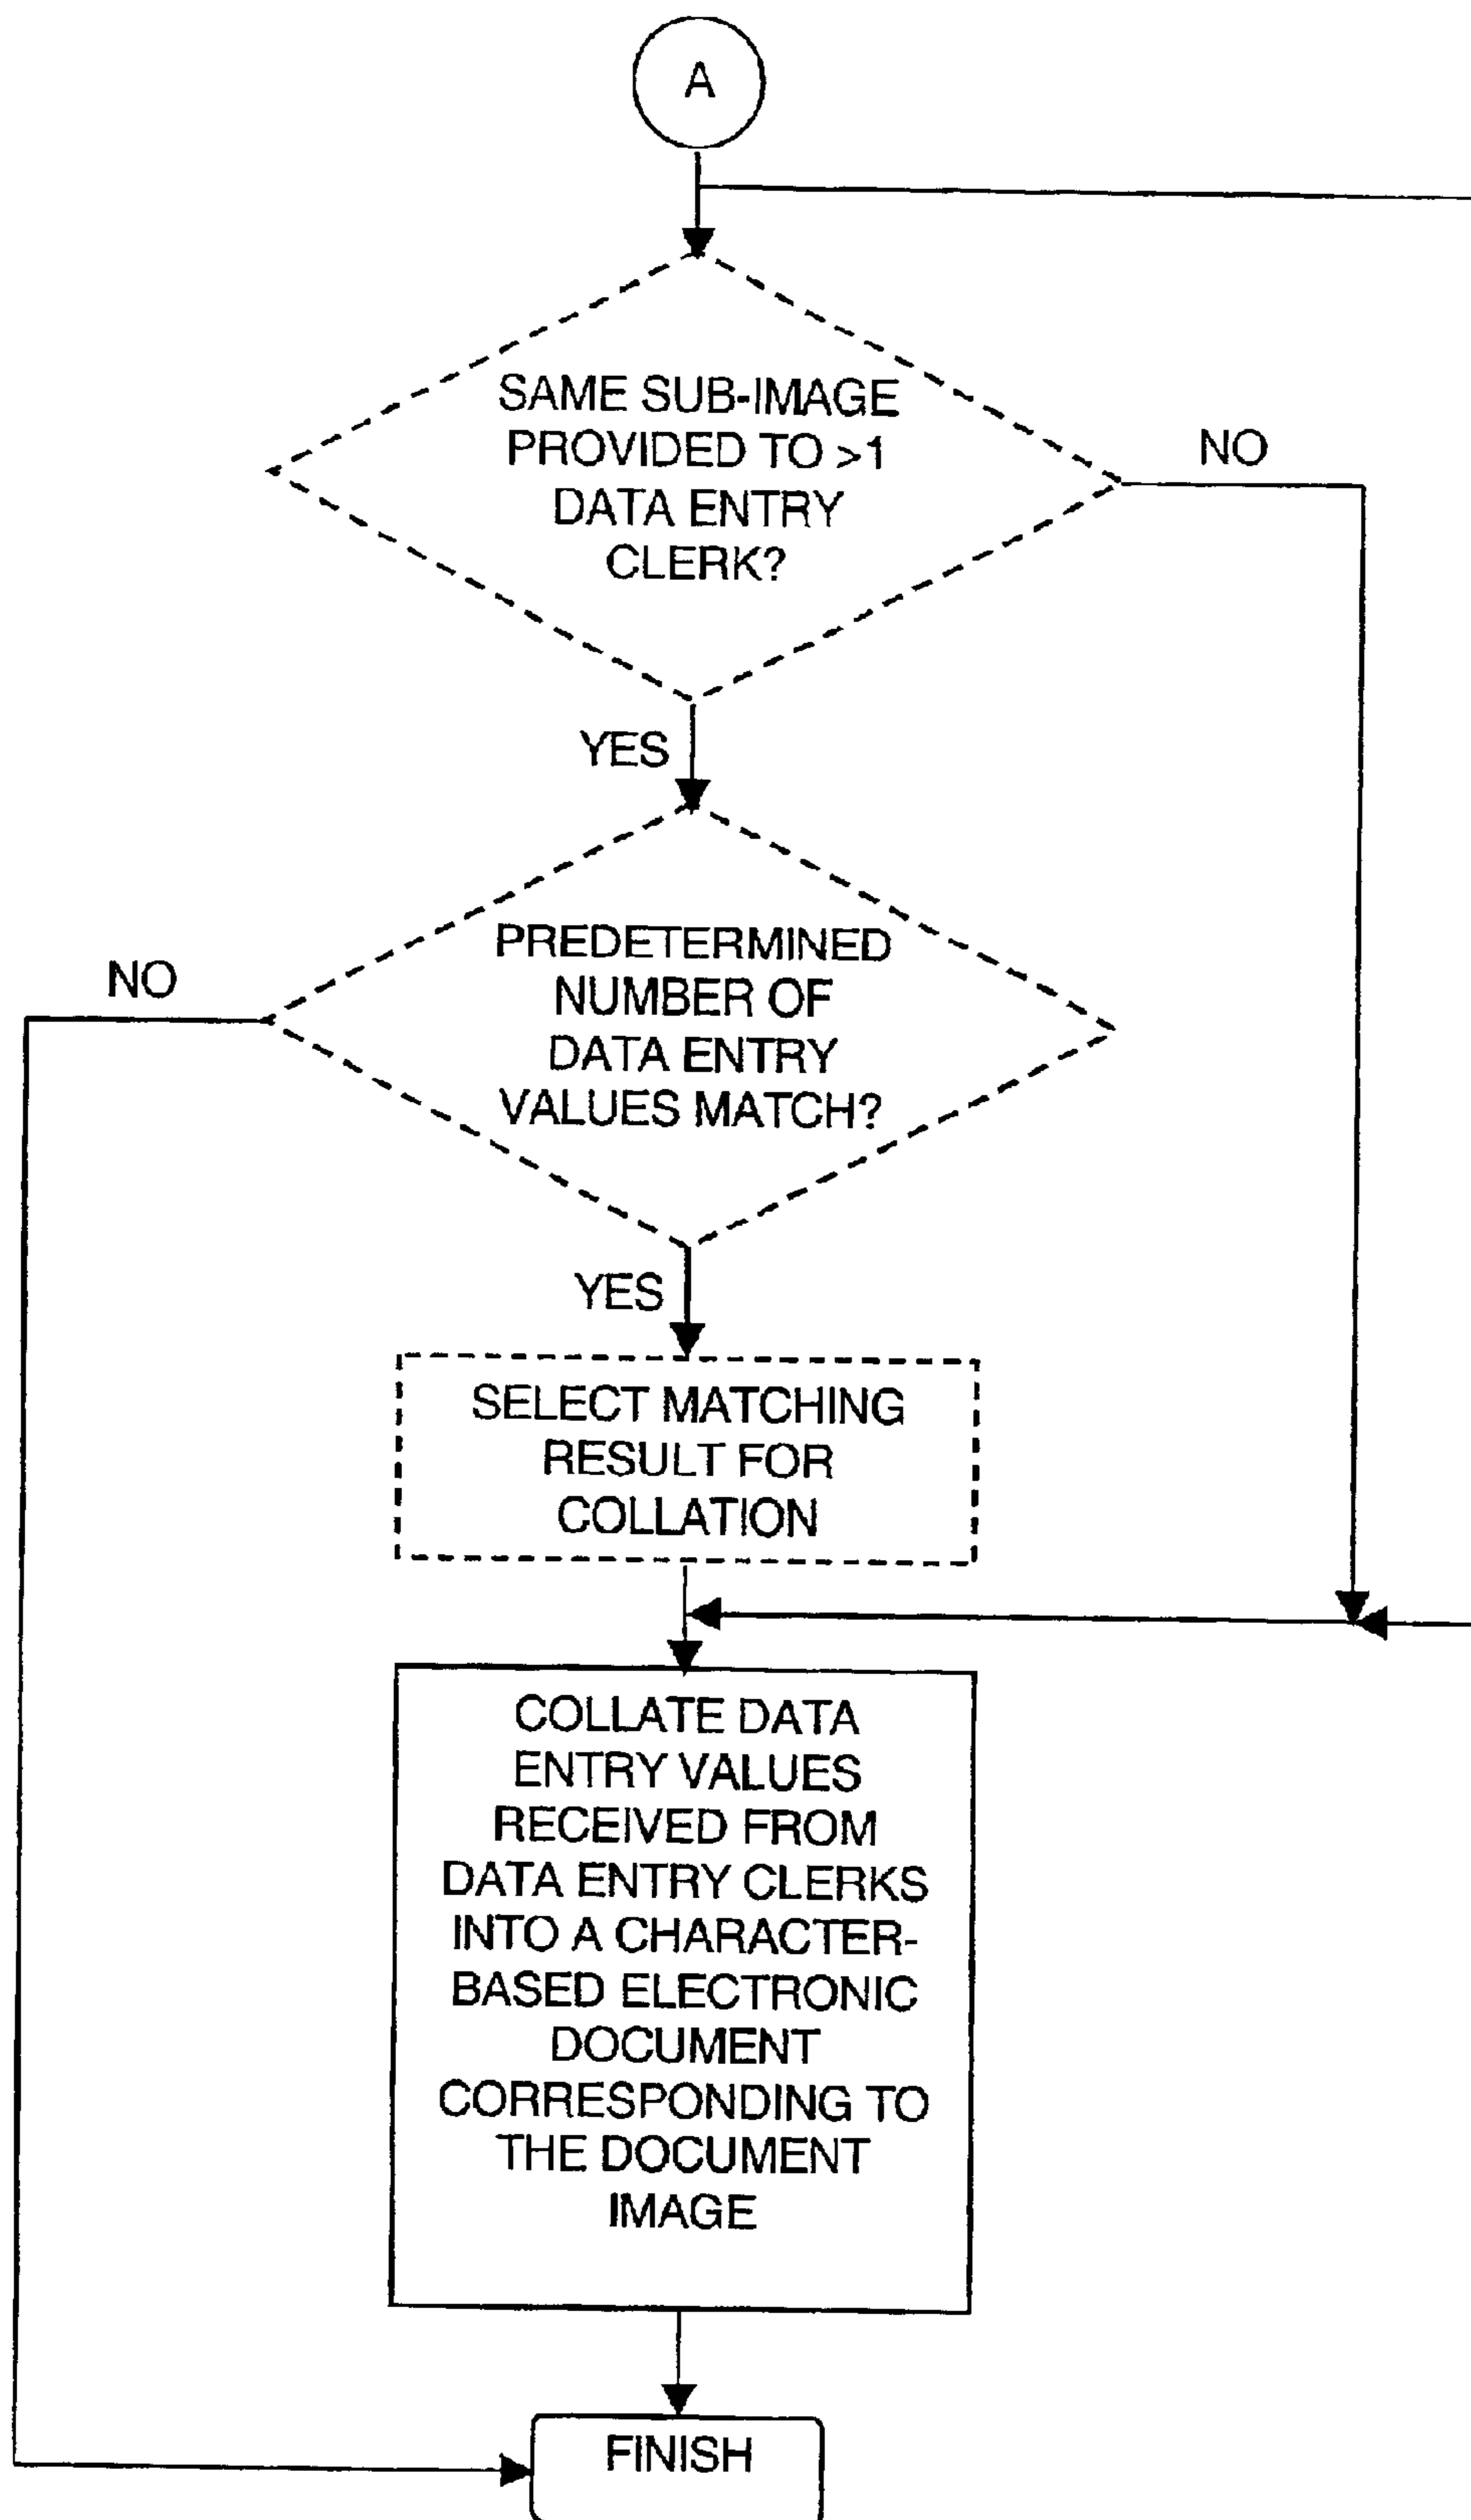 A
SAME SUB-IMAGE
PROVIDED TO >1
DATA ENTRY
CLERK?
NO
YES
PREDETERMINED
NUMBER OF
DATA ENTRY
VALUES MATCH?
NO
YES
SELECT MATCHING
RESULT FOR
COLLATION
COLLATE DATA
ENTRY VALUES
RECEIVED FROM
DATA ENTRY CLERKS
INTO A CHARACTER-
BASED ELECTRONIC
DOCUMENT
CORRESPONDING TO
THE DOCUMENT
IMAGE
FINISH